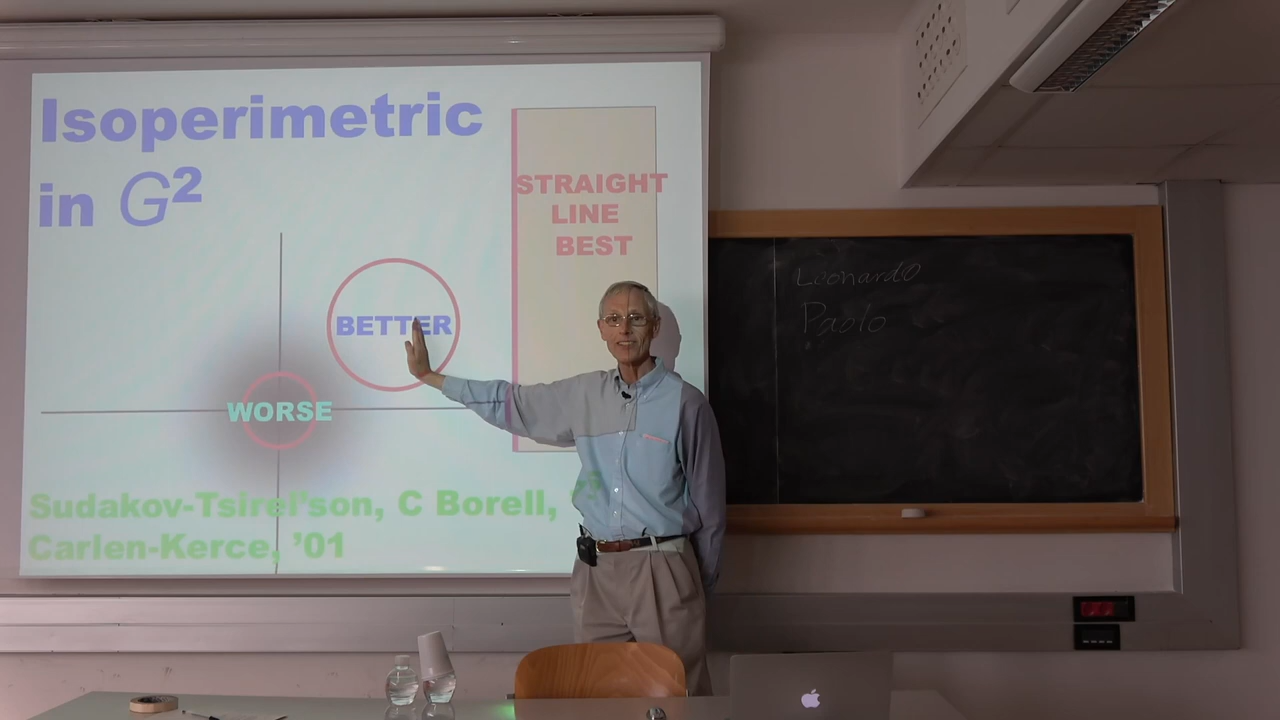 Isoperimetric
in G²
STRAIGHT
LINE
BEST
BETTER
WORSE
Sudakov-Tsirel'son, C Borell,
Carlen-Kerce, '01
Leonardo
Paolo